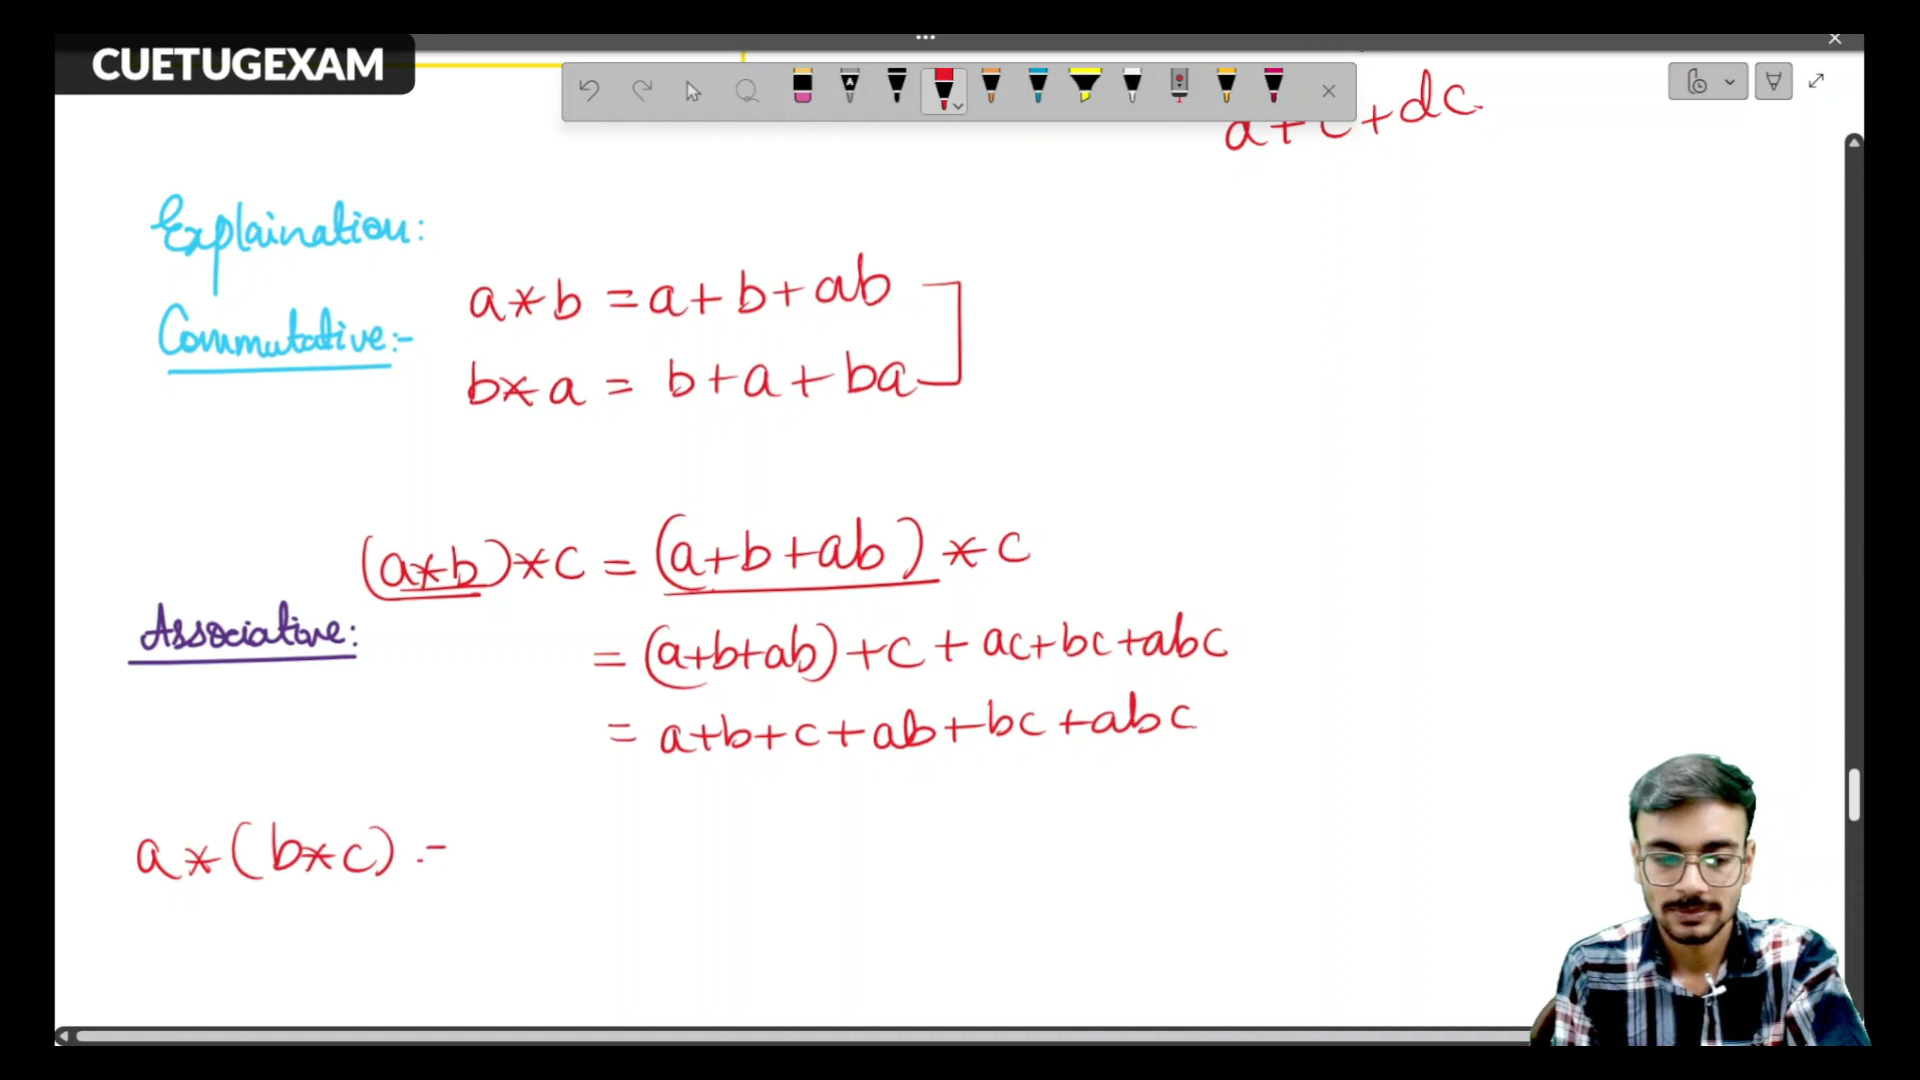 CUETUGEXAM
a+c+dc
Explaination:
Commutative:-
a*b = a+b+ab
b*a = b+a+ba
(a*b)*c = (a+b+ab)*c
Associative:
= (a+b+ab)+c+ac+bc+abc
= a+b+c+ab+bc+abc
a*(b*c) :-